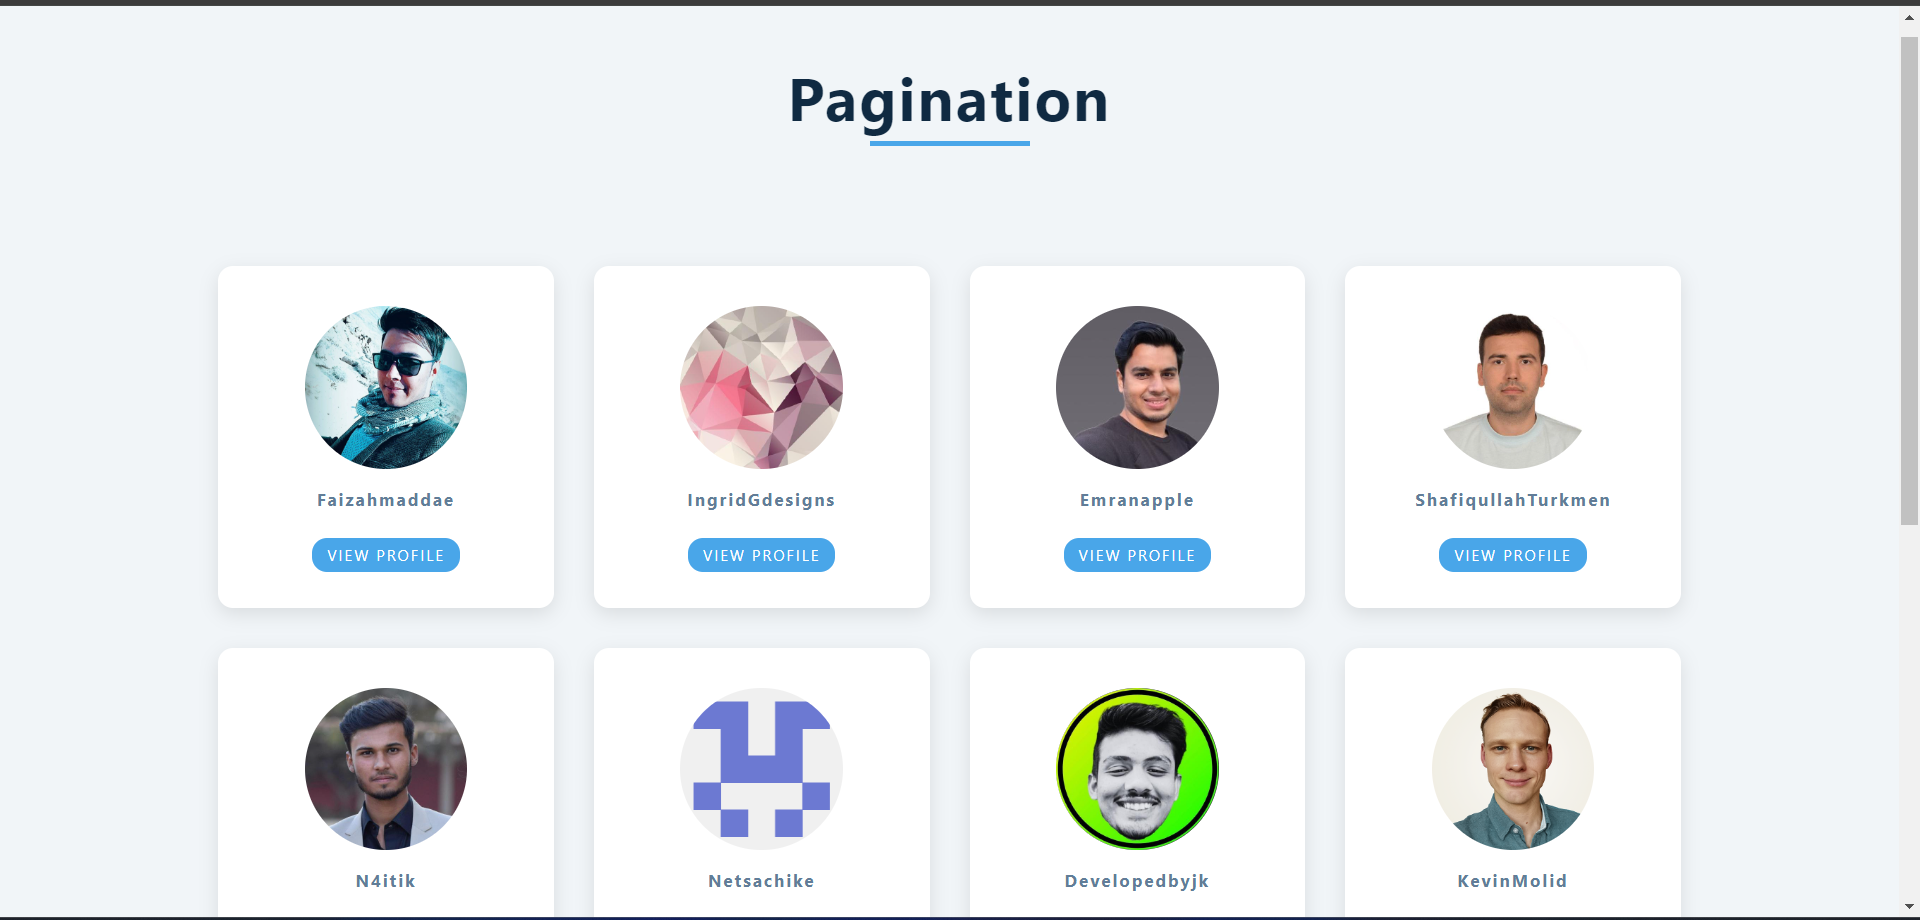 Pagination
Faizahmaddae
IngridGdesigns
Emranapple
ShafiqullahTurkmen
VIEW PROFILE
VIEW PROFILE
VIEW PROFILE
VIEW PROFILE
N4itik
Netsachike
Developedbyjk
KevinMolid